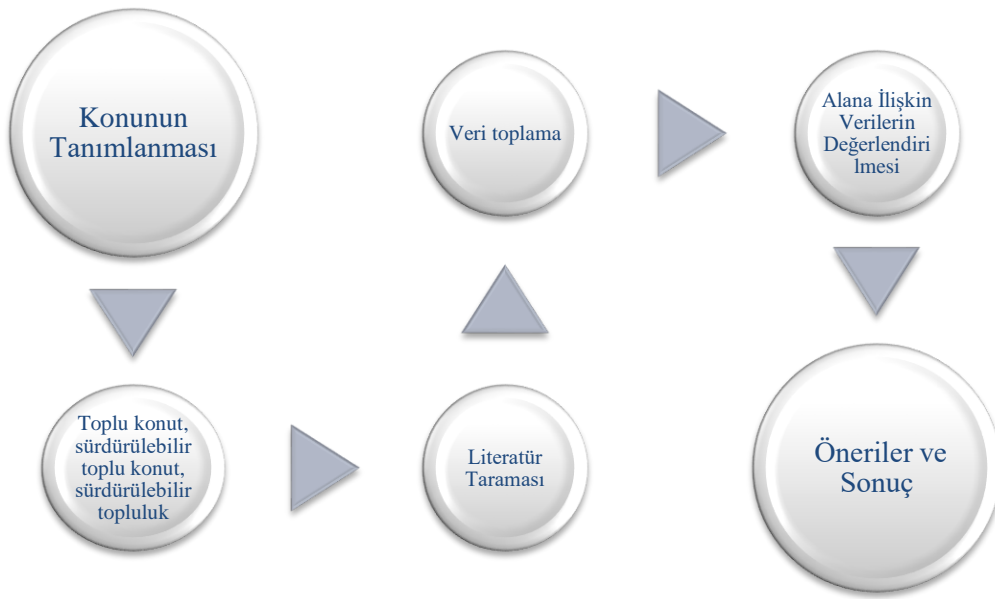 Konunun
Tanımlanması
Toplu konut,
sürdürülebilir
toplu konut,
sürdürülebilir
topluluk
Literatür
Taraması
Veri toplama
Alana İlişkin
Verilerin
Değerlendiri
lmesi
Öneriler ve
Sonuç